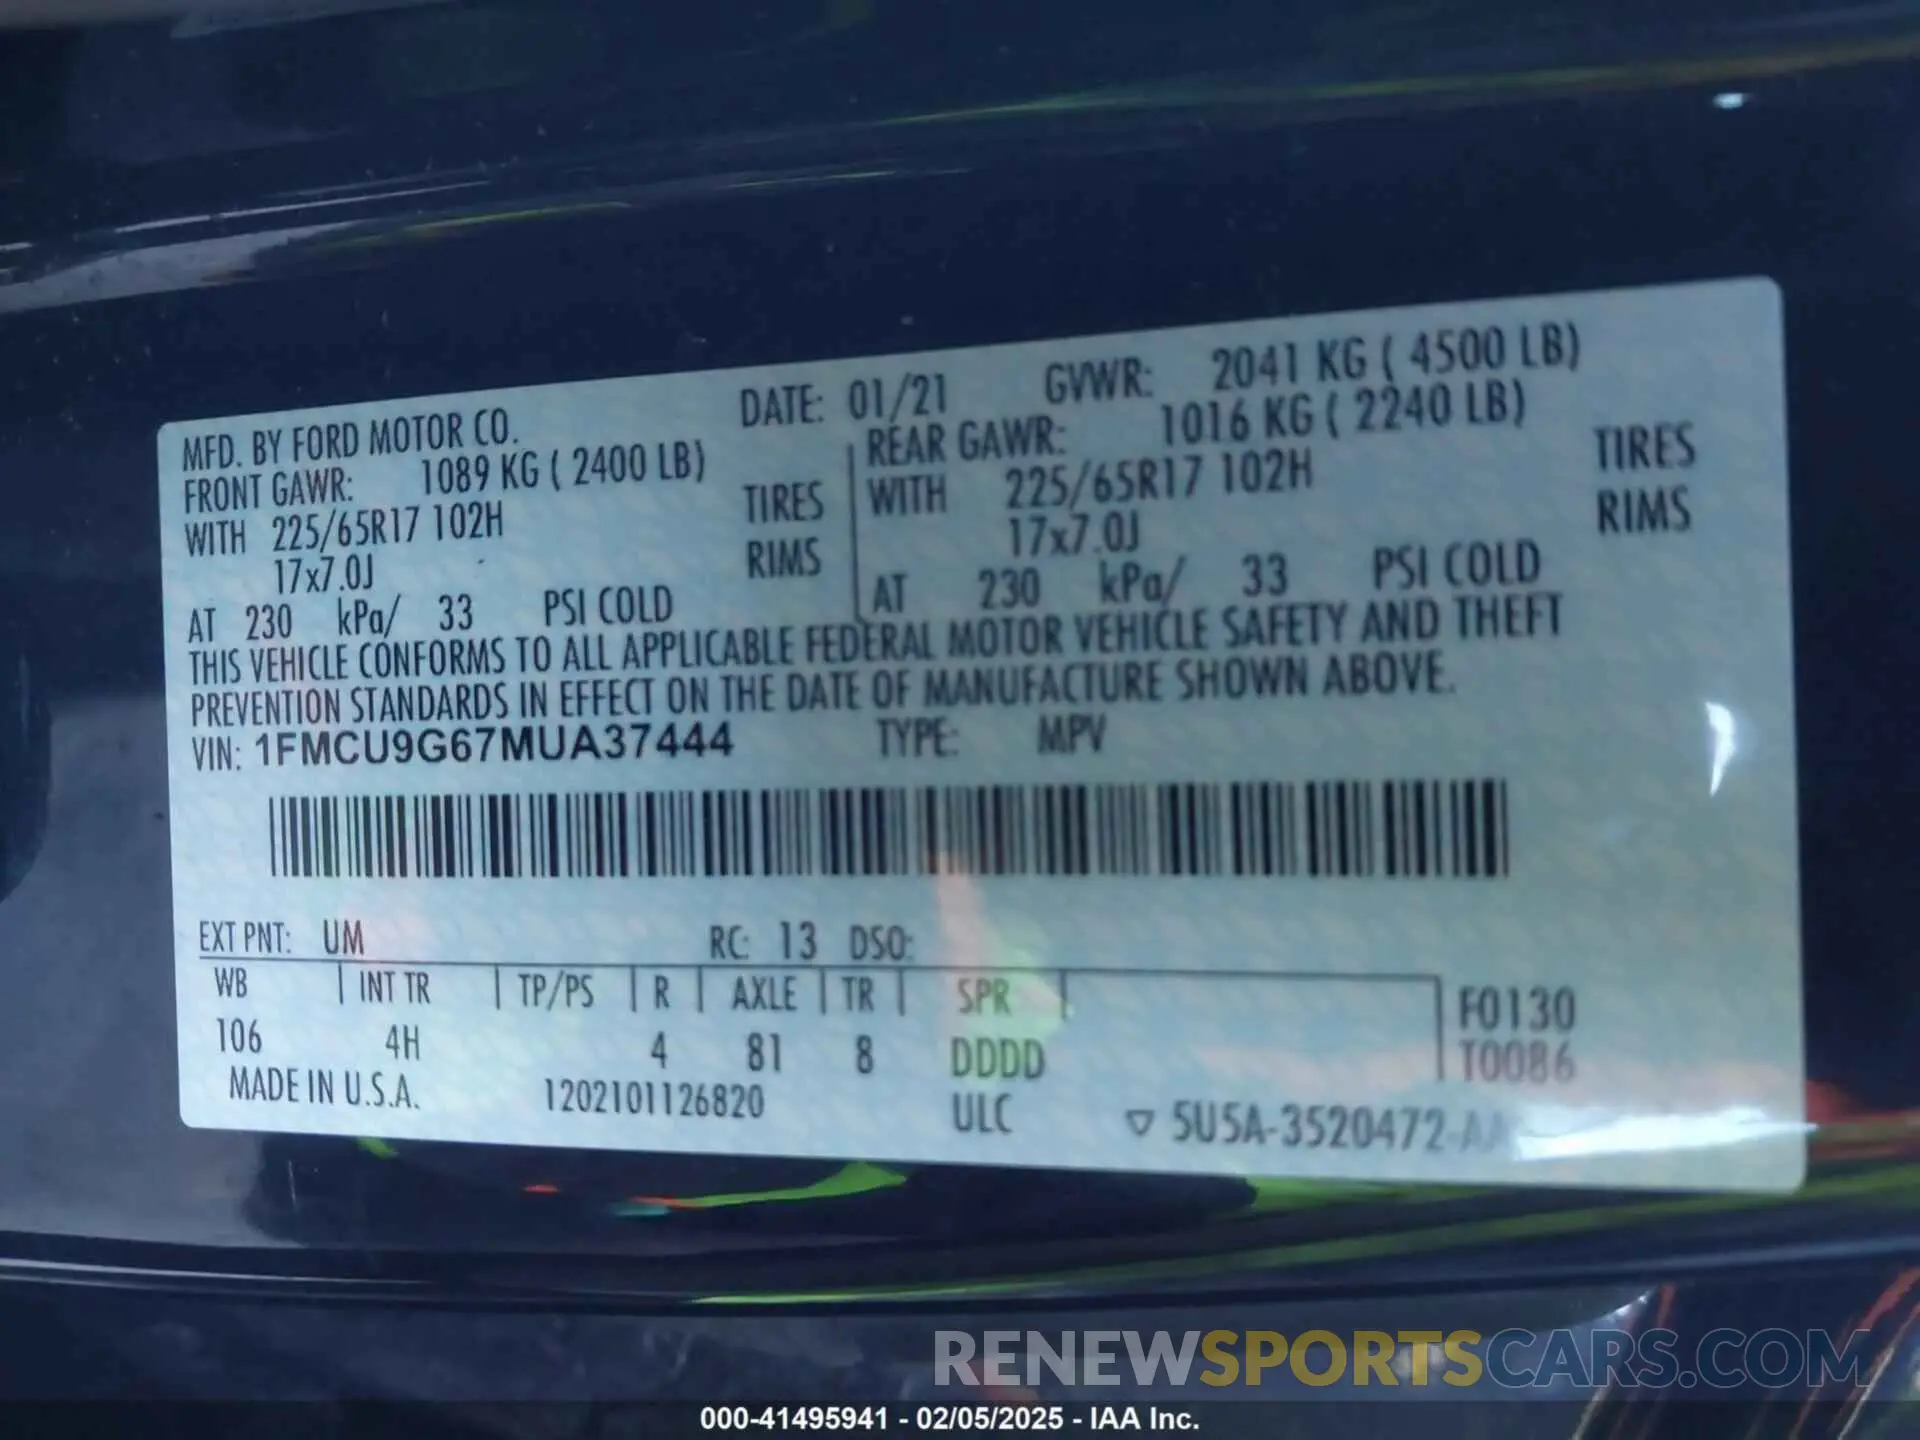 MFD. BY FORD MOTOR CO. DATE: 01/21 GVWR: 2041 KG ( 4500 LB)
FRONT GAWR: 1089 KG ( 2400 LB) REAR GAWR: 1016 KG ( 2240 LB)
WITH 225/65R17 102H TIRES WITH 225/65R17 102H TIRES
17x7.0J RIMS 17x7.0J RIMS
AT 230 kPa/ 33 PSI COLD AT 230 kPa/ 33 PSI COLD
THIS VEHICLE CONFORMS TO ALL APPLICABLE FEDERAL MOTOR VEHICLE SAFETY AND THEFT
PREVENTION STANDARDS IN EFFECT ON THE DATE OF MANUFACTURE SHOWN ABOVE.
VIN: 1FMCU9G67MUA37444 TYPE: MPV
EXT PNT: UM RC: 13 DSO:
WB INT TR TP/PS R AXLE TR SPR F0130
106 4H 4 81 8 DDDD T0086
MADE IN U.S.A. 1202101126820 ULC ▽ 5U5A-3520472-
RENEWSPORTSCARS.COM
000-41495941 - 02/05/2025 - IAA Inc.